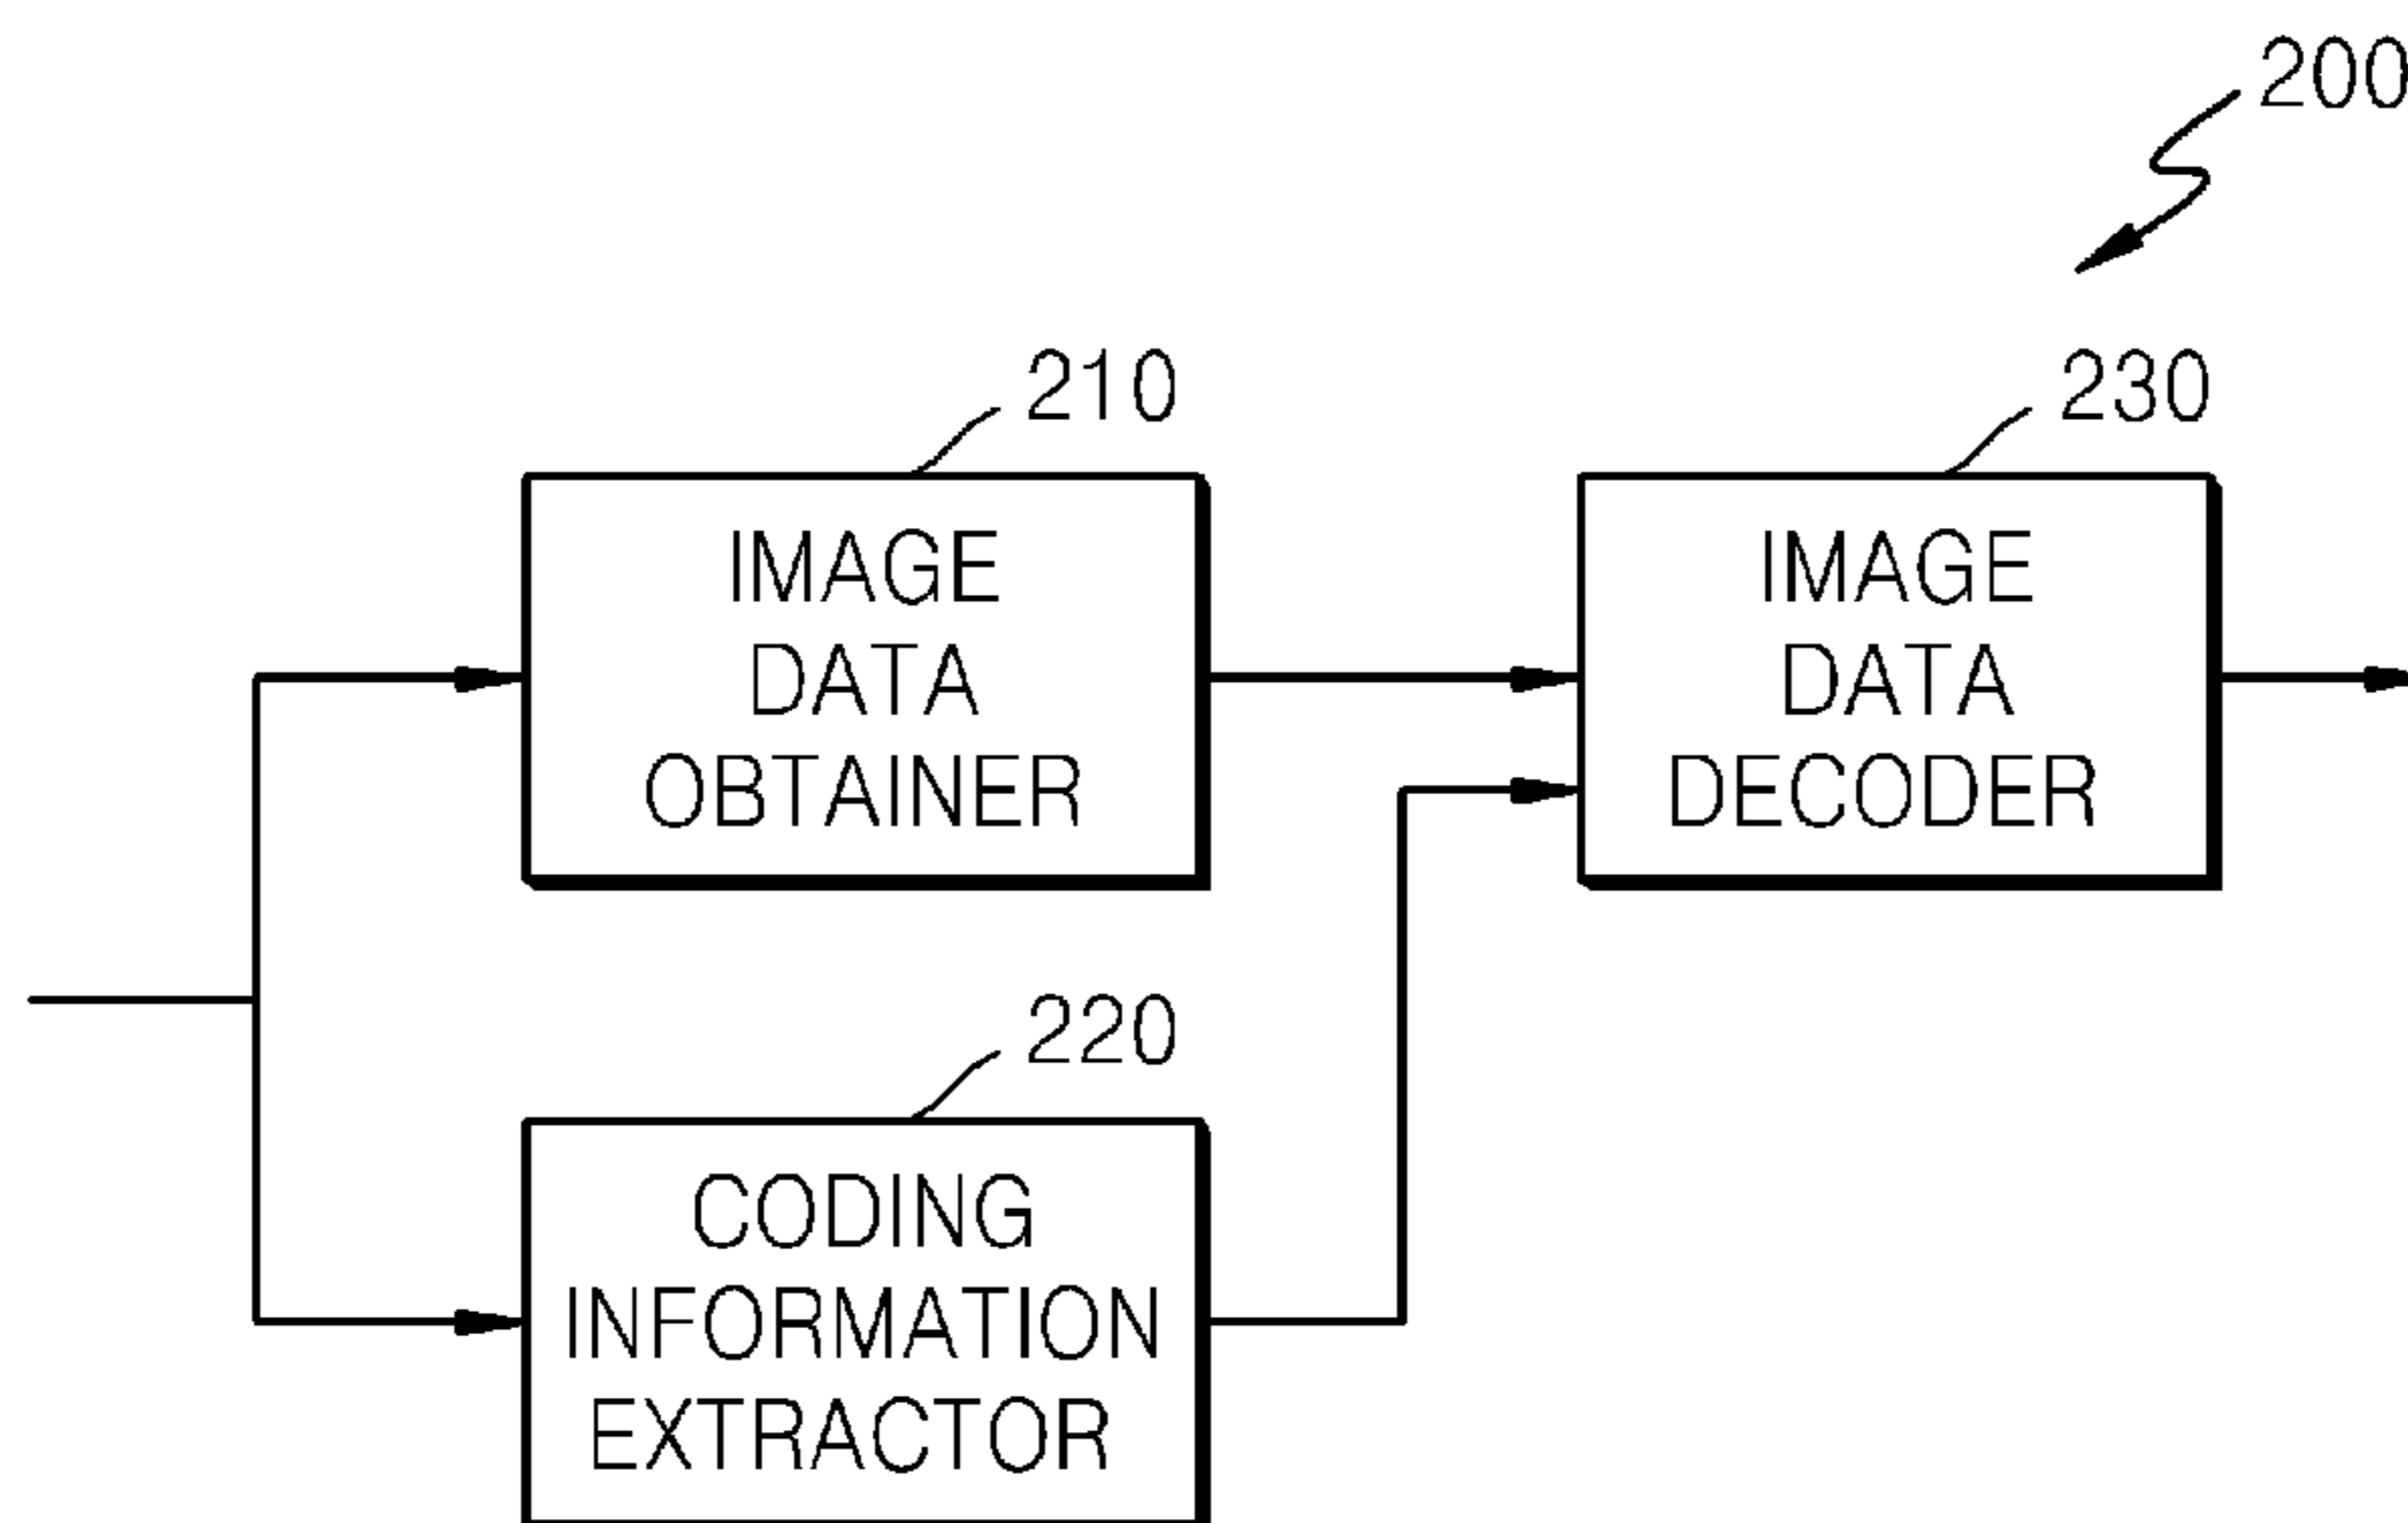 200
210
230
IMAGE
DATA
OBTAINER
IMAGE
DATA
DECODER
220
CODING
INFORMATION
EXTRACTOR